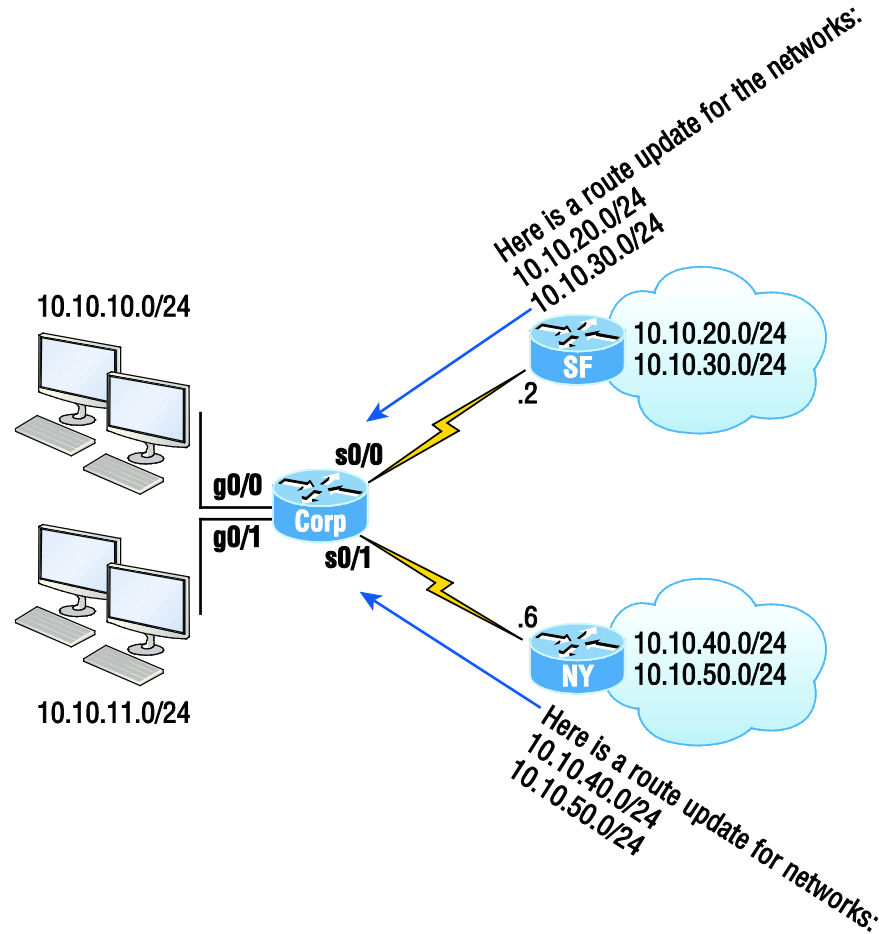 Here is a route update for the networks:
10.10.20.0/24
10.10.30.0/24
10.10.10.0/24
10.10.20.0/24
10.10.30.0/24
SF
.2
s0/0
g0/0
Corp
g0/1
s0/1
.6
10.10.40.0/24
10.10.50.0/24
NY
10.10.11.0/24
Here is a route update for networks:
10.10.40.0/24
10.10.50.0/24